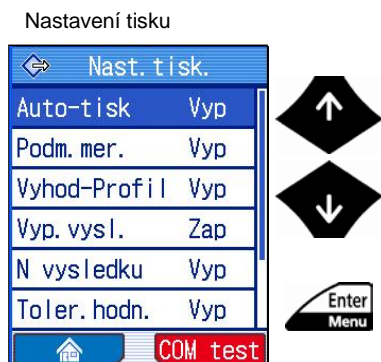 Nastavení tisku
Nast.tisk.
Auto-tisk Vyp
Podm.mer. Vyp
Vyhod-Profil Vyp
Vyp.vysl. Zap
N vysledku Vyp
Toler.hodn. Vyp
COM test
Enter
Menu